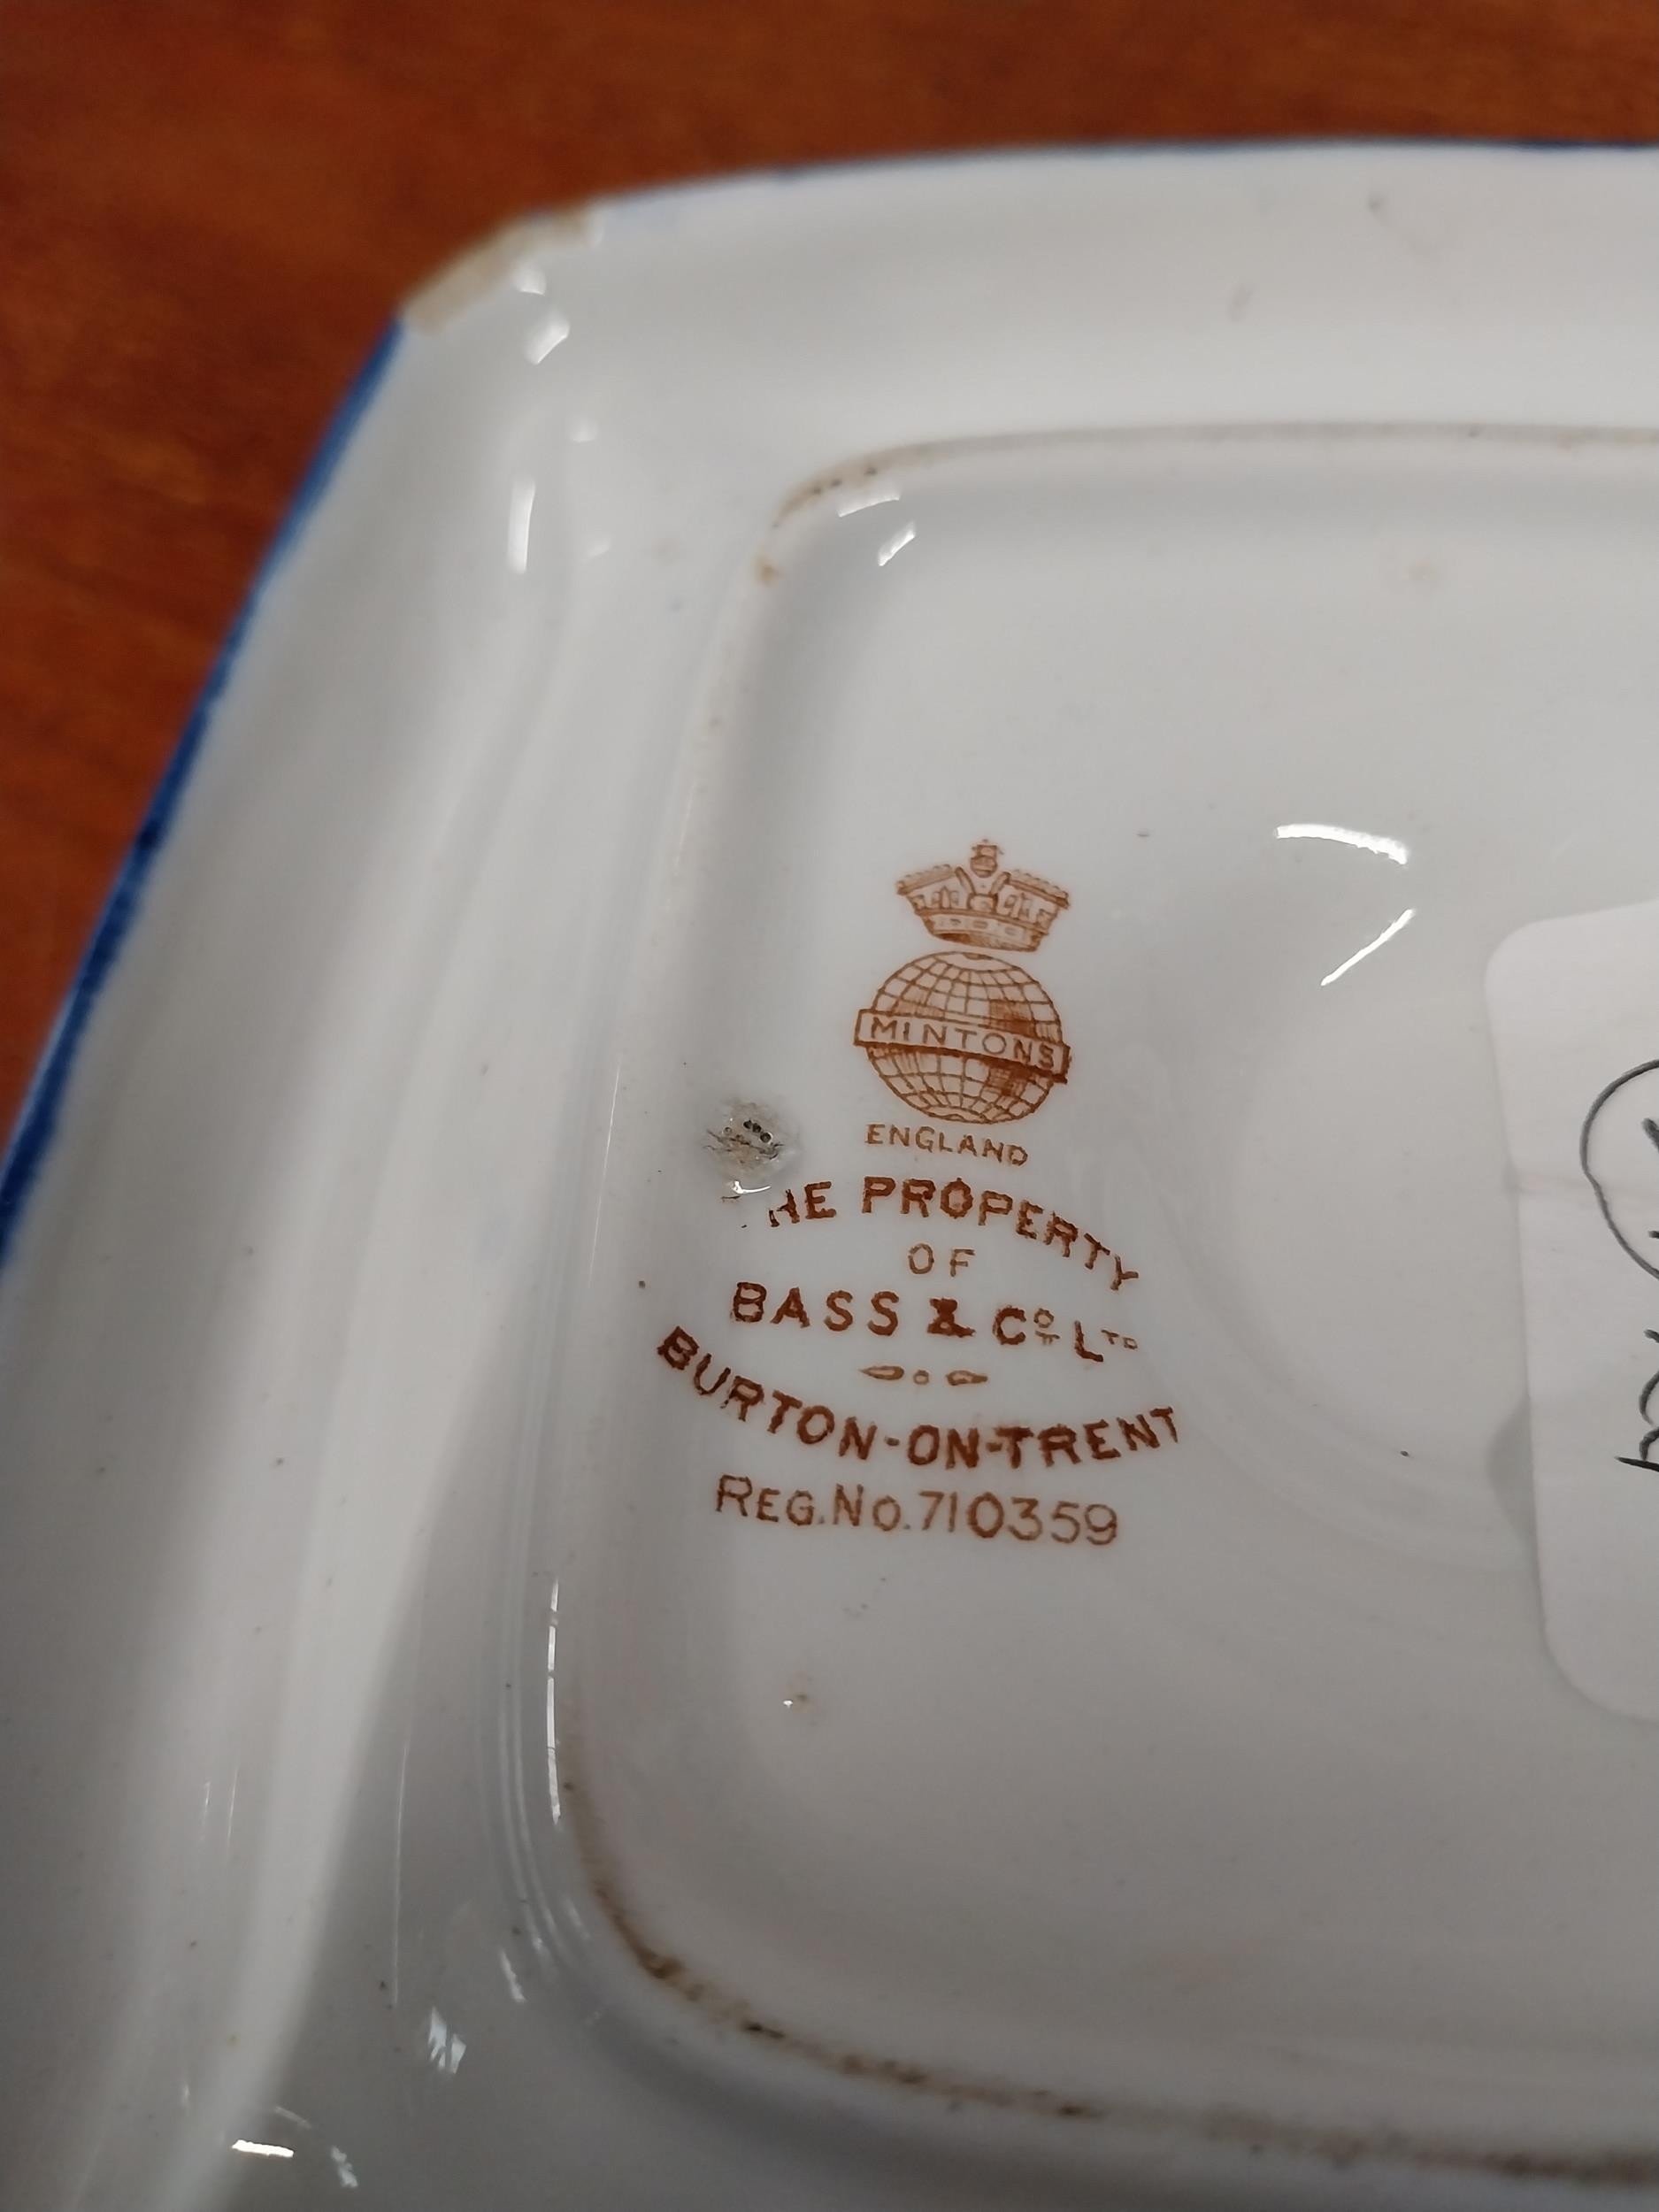 MINTONS
ENGLAND
HE PROPERTY
OF
BASS & Co LTD
BURTON-ON-TRENT
REG. No. 710359